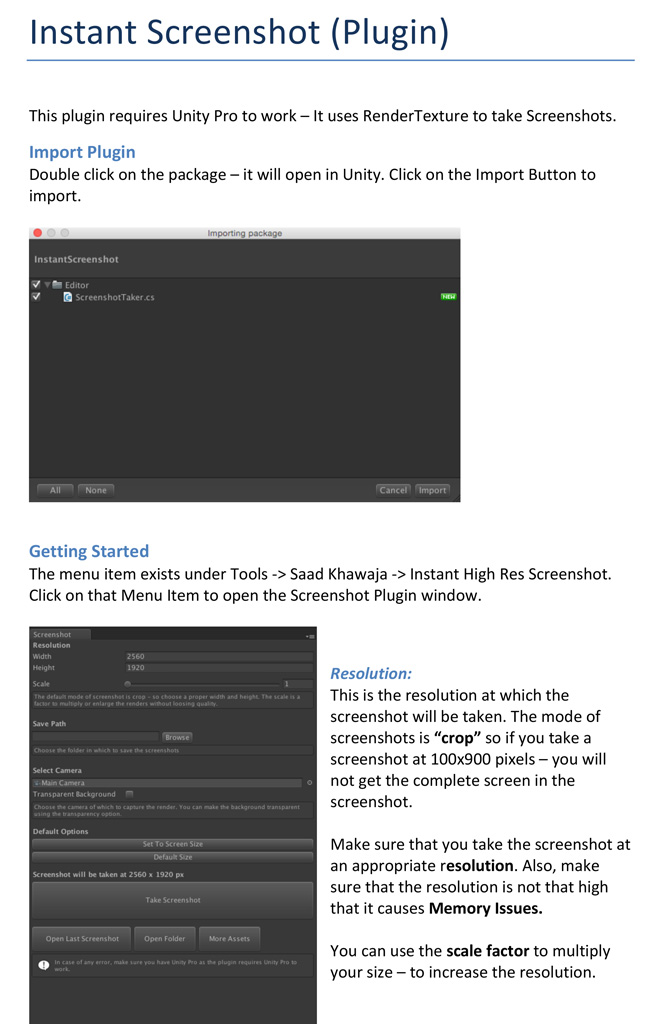 Instant Screenshot (Plugin)
This plugin requires Unity Pro to work – It uses RenderTexture to take Screenshots.
Import Plugin
Double click on the package – it will open in Unity. Click on the Import Button to
import.
Importing package
InstantScreenshot
Editor
ScreenshotTaker.cs
NEW
All
None
Cancel
Import
Getting Started
The menu item exists under Tools -> Saad Khawaja -> Instant High Res Screenshot.
Click on that Menu Item to open the Screenshot Plugin window.
Screenshot
Resolution
Width 2560
Height 1920
Scale 1
The default mode of screenshot is crop - so choose a proper width and height. The scale is a
factor to multiply or enlarge the renders without loosing quality.
Save Path
Browse
Choose the folder in which to save the screenshots
Select Camera
Main Camera
Transparent Background
Choose the camera of which to capture the render. You can make the background transparent
using the transparency option.
Default Options
Set To Screen Size
Default Size
Screenshot will be taken at 2560 x 1920 px
Take Screenshot
Open Last Screenshot
Open Folder
More Assets
In case of any error, make sure you have Unity Pro as the plugin requires Unity Pro to
work.
Resolution:
This is the resolution at which the
screenshot will be taken. The mode of
screenshots is “crop” so if you take a
screenshot at 100x900 pixels – you will
not get the complete screen in the
screenshot.
Make sure that you take the screenshot at
an appropriate resolution. Also, make
sure that the resolution is not that high
that it causes Memory Issues.
You can use the scale factor to multiply
your size – to increase the resolution.